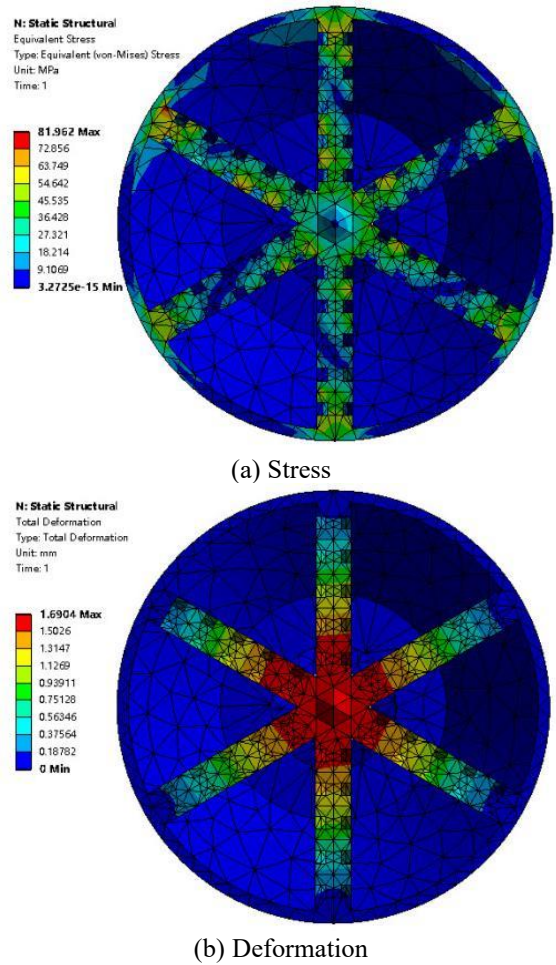 N: Static Structural
Equivalent Stress
Type: Equivalent (von-Mises) Stress
Unit: MPa
Time: 1
81.962 Max
72.856
63.749
54.642
45.535
36.428
27.321
18.214
9.1069
3.2725e-15 Min
(a) Stress
N: Static Structural
Total Deformation
Type: Total Deformation
Unit: mm
Time: 1
1.6904 Max
1.5026
1.3147
1.1269
0.93911
0.75128
0.56346
0.37564
0.18782
0 Min
(b) Deformation